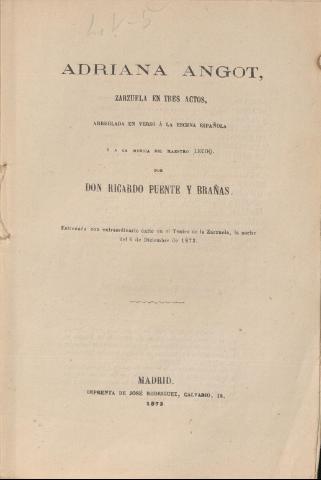 ADRIANA ANGOT,
ZARZUELA EN TRES ACTOS,
ARREGLADA EN VERSO Á LA ESCENA ESPAÑOLA
Y Á LA MÚSICA DEL MAESTRO LECOQ,
POR
DON RICARDO PUENTE Y BRAÑAS.
Estrenada con extraordinario éxito en el Teatro de la Zarzuela, la noche
del 6 de Diciembre de 1873.
MADRID.
IMPRENTA DE JOSÉ RODRIGUEZ, CALVARIO, 18.
1873.